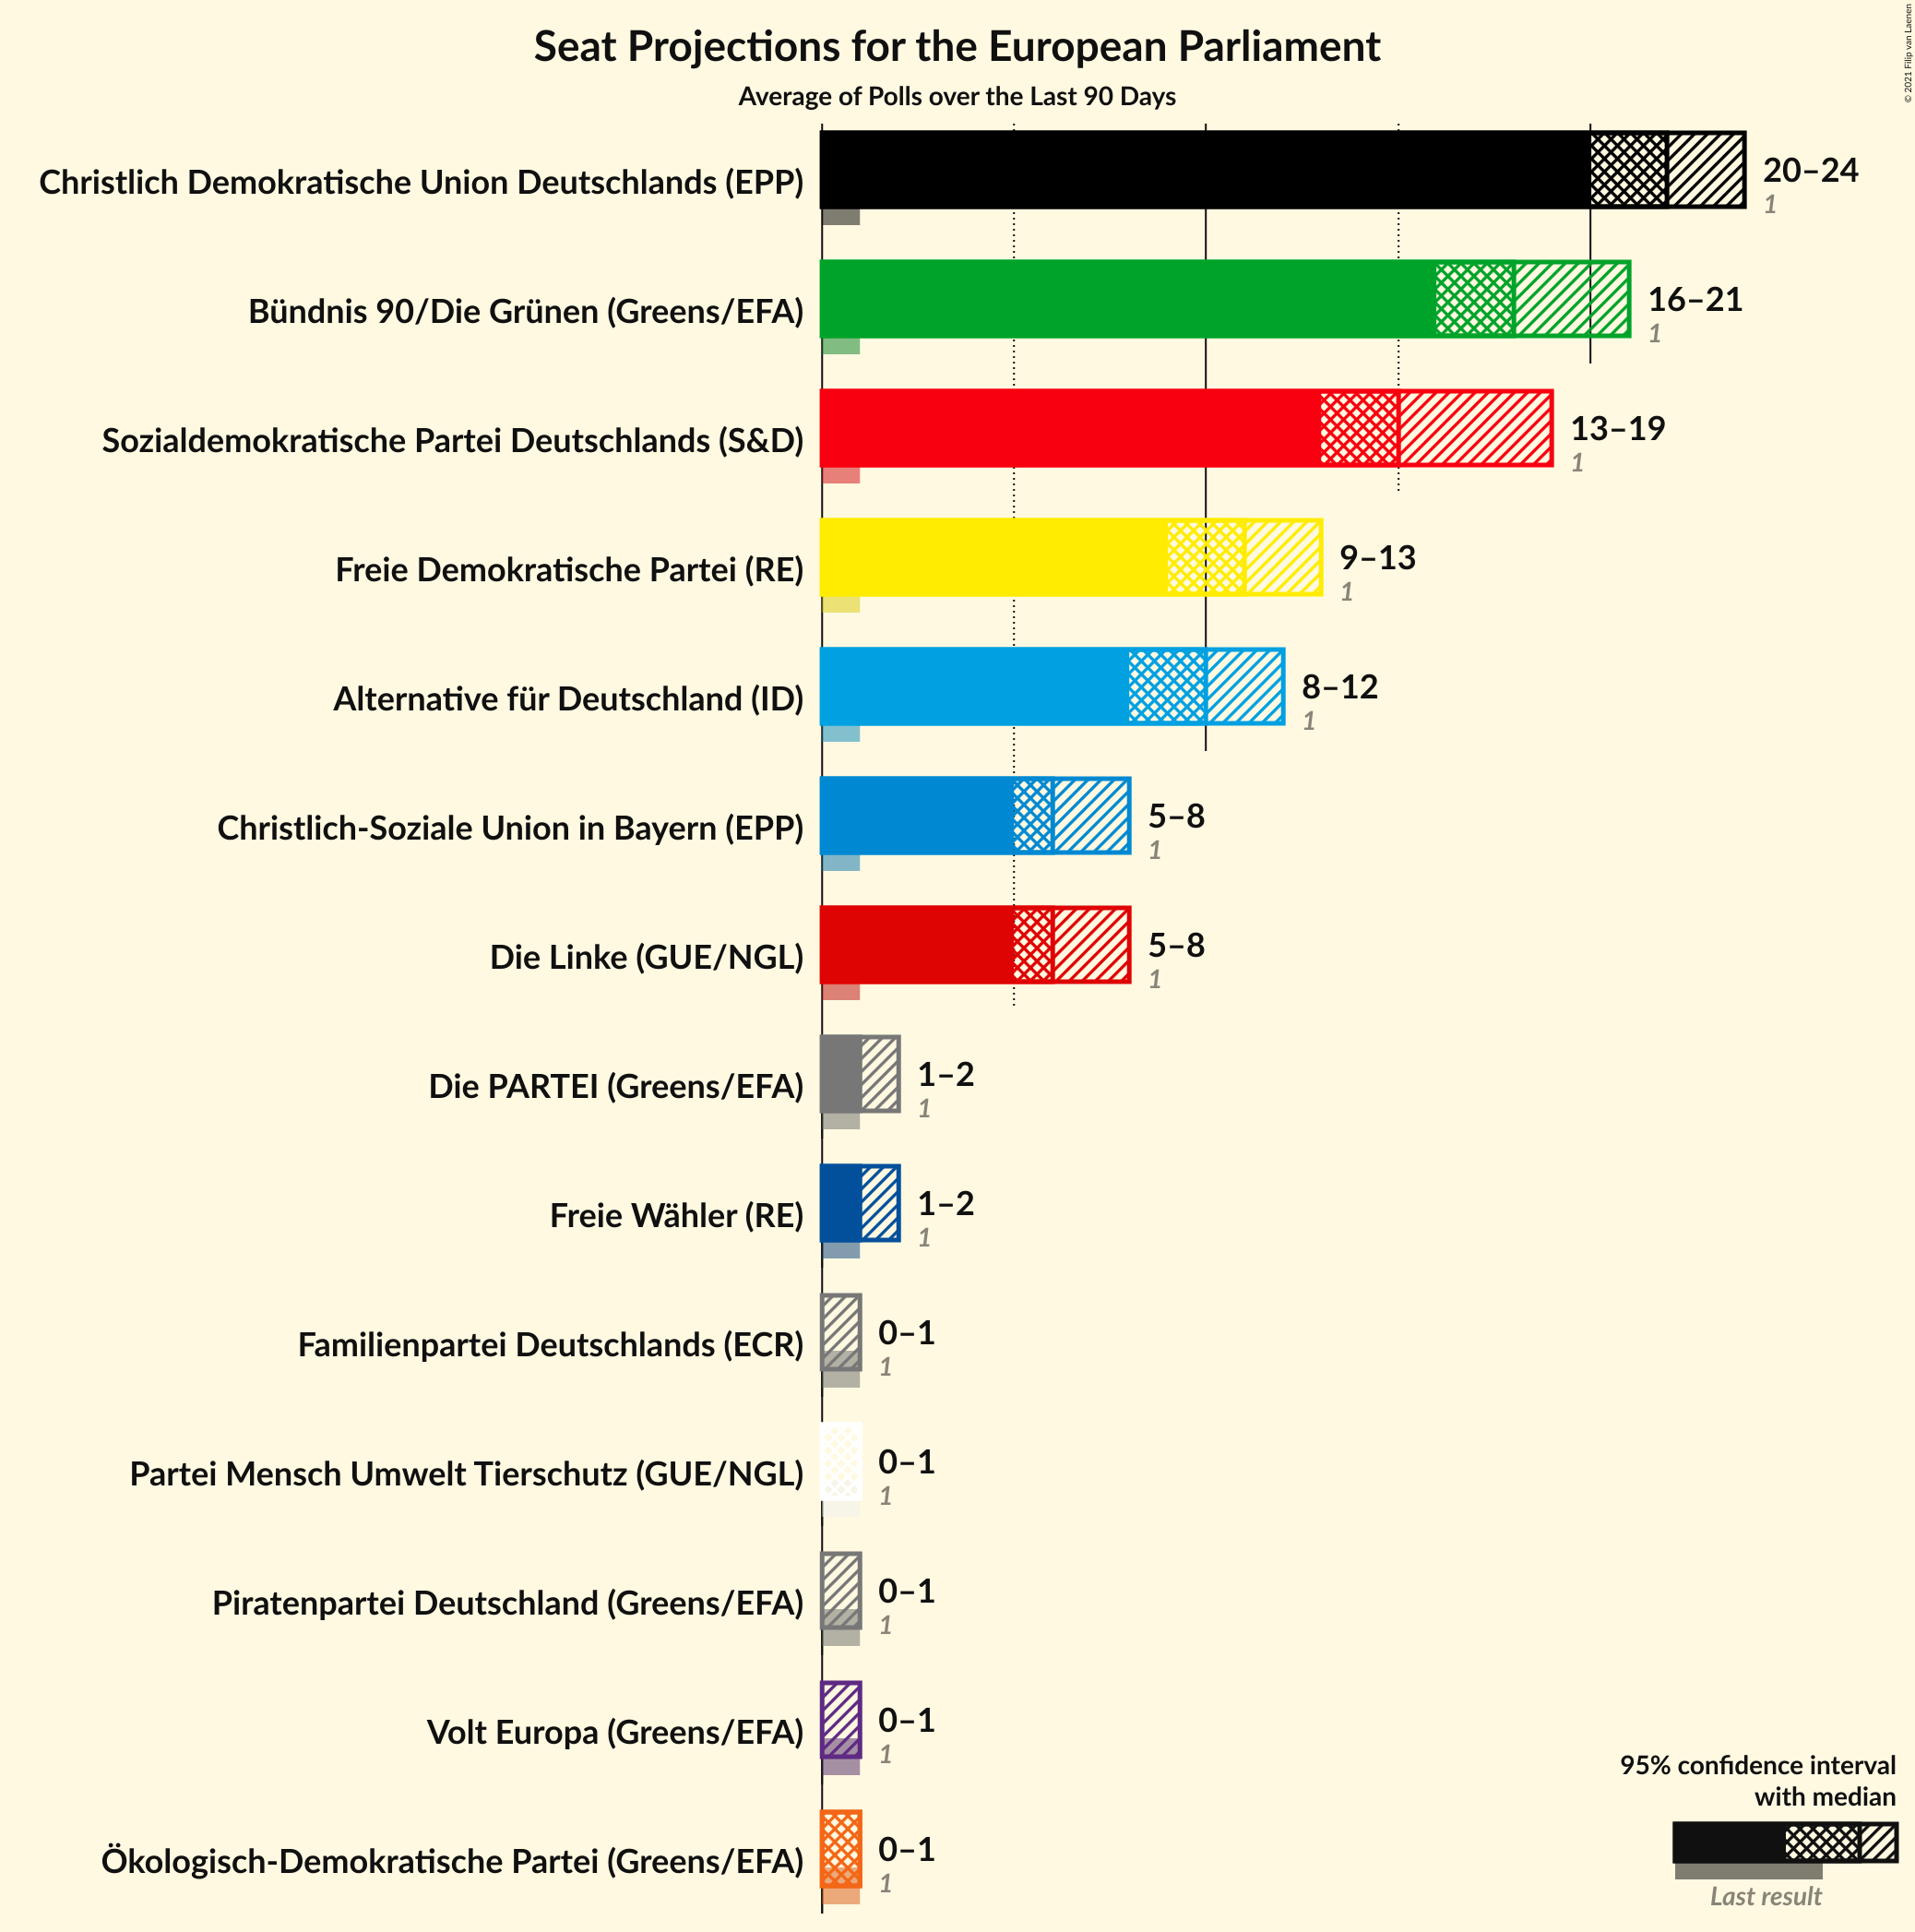 Seat Projections for the European Parliament
Average of Polls over the Last 90 Days
© 2021 Filip van Laenen
Christlich Demokratische Union Deutschlands (EPP)
20–24
1
Bündnis 90/Die Grünen (Greens/EFA)
16–21
1
Sozialdemokratische Partei Deutschlands (S&D)
13–19
1
Freie Demokratische Partei (RE)
9–13
1
Alternative für Deutschland (ID)
8–12
1
Christlich-Soziale Union in Bayern (EPP)
5–8
1
Die Linke (GUE/NGL)
5–8
1
Die PARTEI (Greens/EFA)
1–2
1
Freie Wähler (RE)
1–2
1
Familienpartei Deutschlands (ECR)
0–1
1
Partei Mensch Umwelt Tierschutz (GUE/NGL)
0–1
1
Piratenpartei Deutschland (Greens/EFA)
0–1
1
Volt Europa (Greens/EFA)
0–1
1
Ökologisch-Demokratische Partei (Greens/EFA)
0–1
1
95% confidence interval
with median
Last result